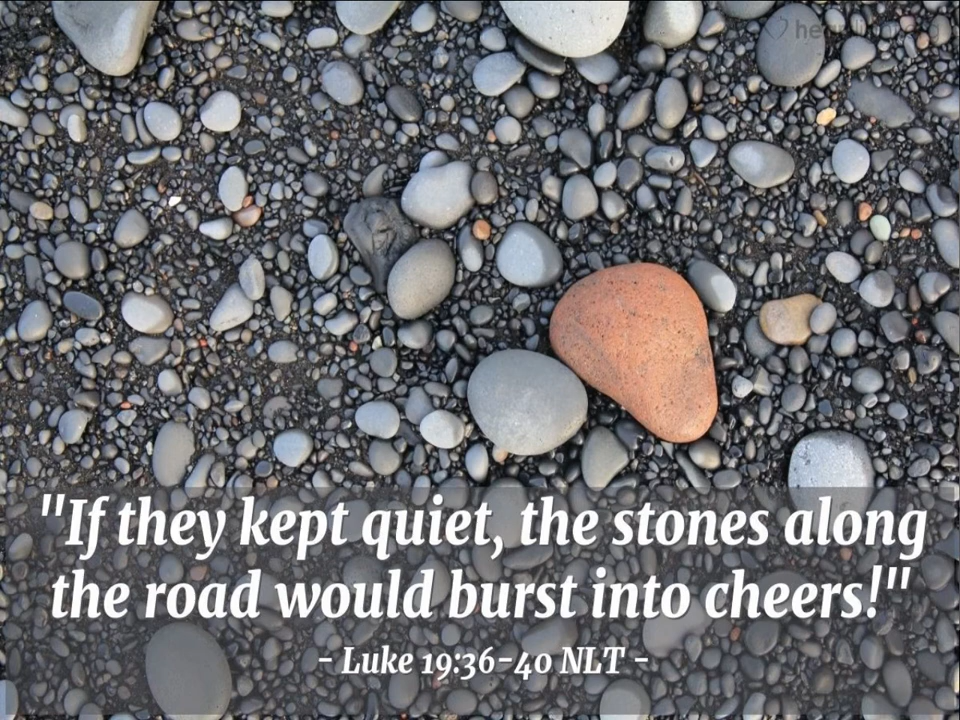 "If they kept quiet, the stones along
the road would burst into cheers!"
- Luke 19:36-40 NLT -